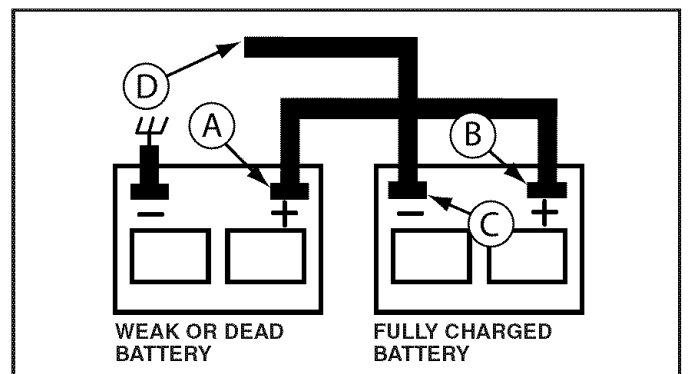 D
A
B
C
− + − +
WEAK OR DEAD
BATTERY
FULLY CHARGED
BATTERY